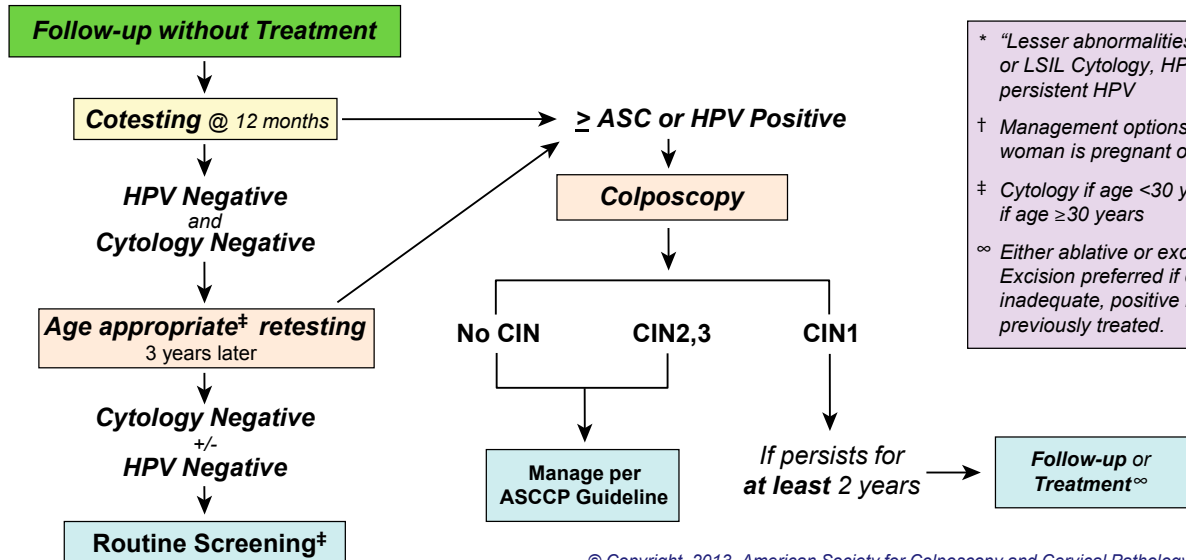 Follow-up without Treatment
Cotesting @ 12 months
≥ ASC or HPV Positive
HPV Negative
and
Cytology Negative
Colposcopy
Age appropriate‡ retesting
3 years later
No CIN
CIN2,3
CIN1
Cytology Negative
+/-
HPV Negative
Manage per
ASCCP Guideline
If persists for
at least 2 years
Follow-up or
Treatment∞
Routine Screening‡
* "Lesser abnormalities
or LSIL Cytology,
persistent HPV
† Management options
woman is pregnant
‡ Cytology if age <30
if age ≥30 years
∞ Either ablative or
Excision preferred if
inadequate, positive
previously treated.
© Copyright, 2013, American Society for Colposcopy and Cervical Pathology